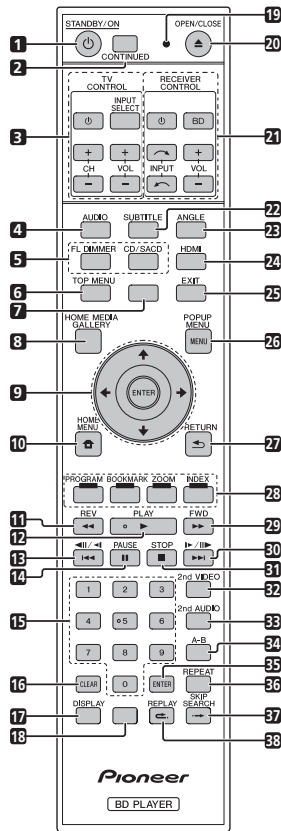 STANDBY/ON
OPEN/CLOSE
19
1
20
CONTINUED
2
TV CONTROL
RECEIVER CONTROL
INPUT SELECT
BD
3
21
+ + +
CH VOL INPUT VOL
- - -
22
AUDIO SUBTITLE ANGLE
4
23
FL DIMMER CD/SACD HDMI
5
24
TOP MENU EXIT
6
25
7
HOME MEDIA GALLERY
POPUP MENU
MENU
8
26
9
ENTER
HOME MENU
RETURN
10
27
PROGRAM BOOKMARK ZOOM INDEX
28
REV PLAY FWD
11
29
12
PAUSE STOP
13
30
14
31
1 2 3
2nd VIDEO
32
15
4 5 6
2nd AUDIO
33
7 8 9
A-B
34
35
16
CLEAR 0 ENTER
REPEAT
36
DISPLAY REPLAY
SKIP SEARCH
17
37
18
38
Pioneer
BD PLAYER